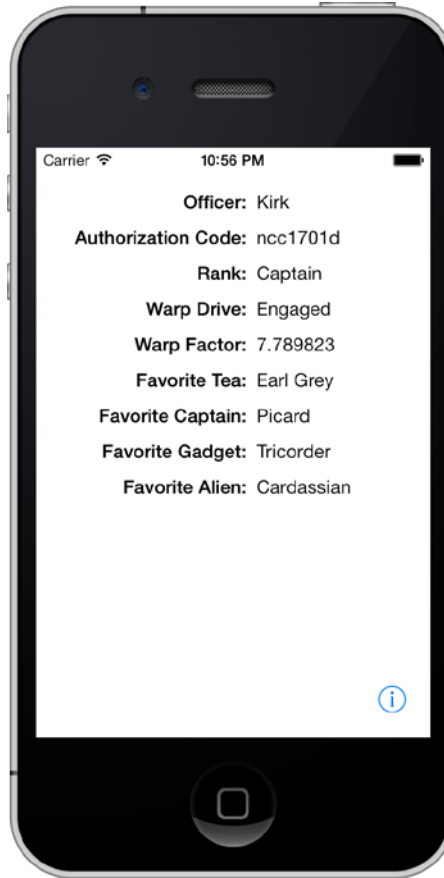 Carrier 10:56 PM
Officer: Kirk
Authorization Code: ncc1701d
Rank: Captain
Warp Drive: Engaged
Warp Factor: 7.789823
Favorite Tea: Earl Grey
Favorite Captain: Picard
Favorite Gadget: Tricorder
Favorite Alien: Cardassian
i